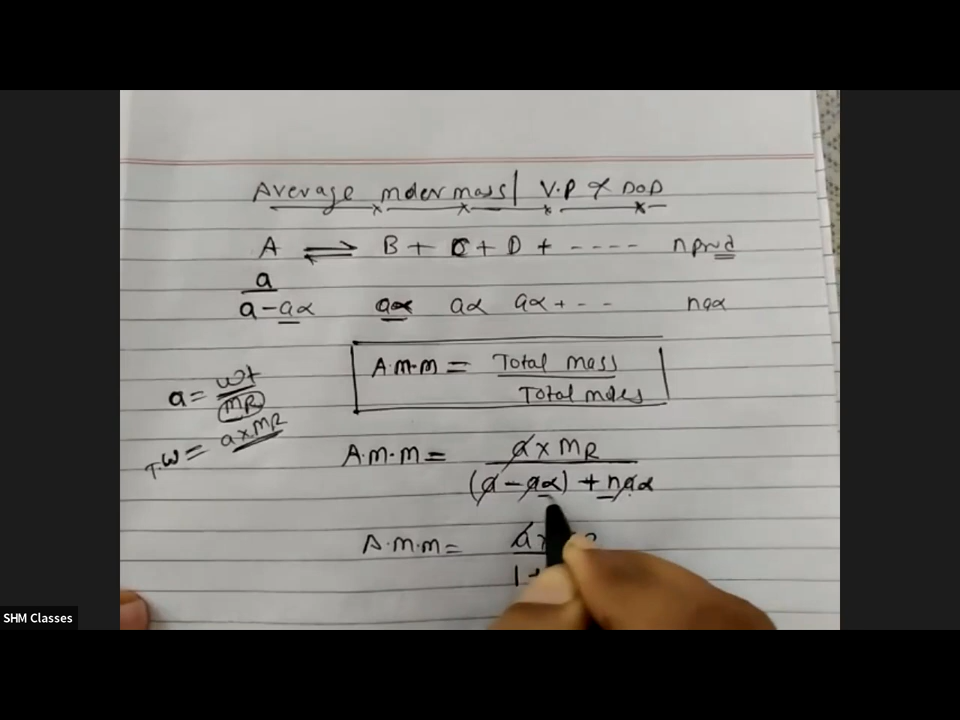 Average molar mass / V.P & DOD
A ⇌ B + C + D + ---- n prod
a
a - aα aα aα aα + -- naα
A.M.M = Total mass / Total moles
a = wt / MR
T.W = a x MR
A.M.M = a x MR / (a - aα) + naα
A.M.M =
1 +
SHM Classes